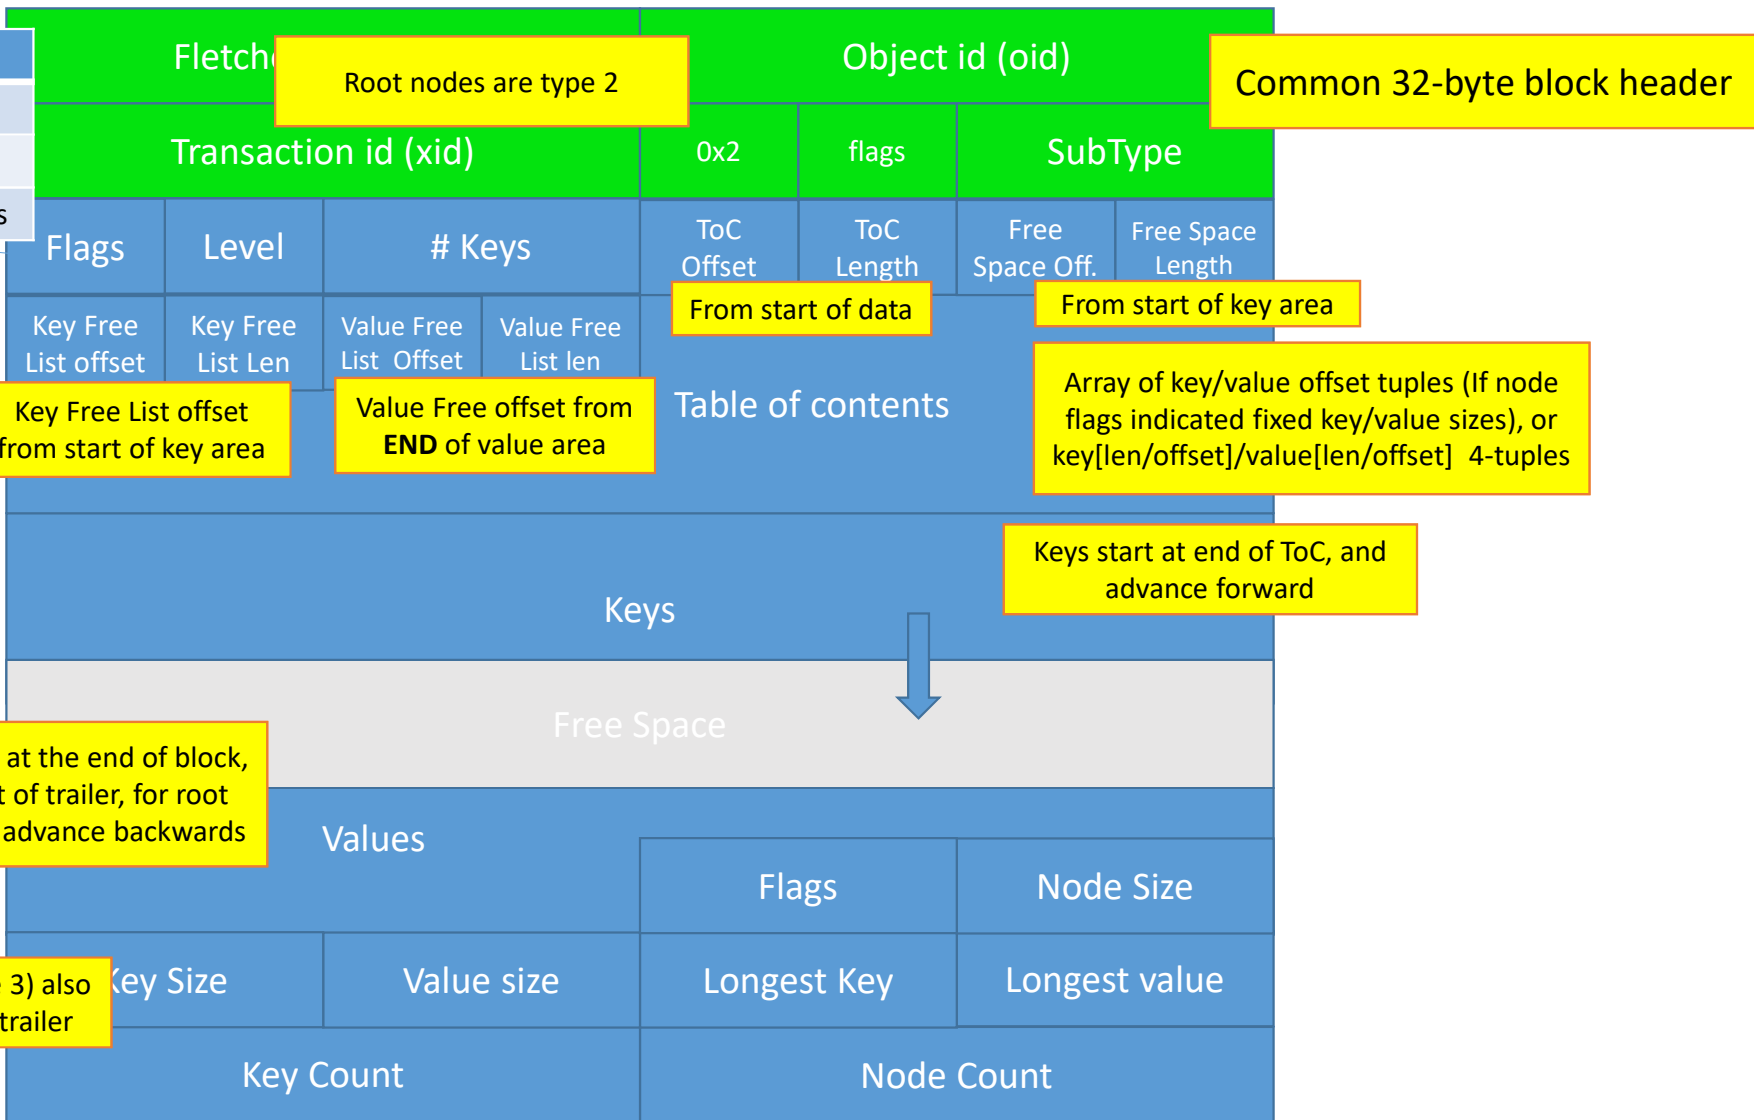 Fletch
Root nodes are type 2
Object id (oid)
Common 32-byte block header
Transaction id (xid)
0x2
flags
SubType
s
Flags
Level
# Keys
ToC
Offset
ToC
Length
Free
Space Off.
Free Space
Length
From start of data
From start of key area
Key Free
List offset
Key Free
List Len
Value Free
List Offset
Value Free
List len
Key Free List offset
from start of key area
Value Free offset from
END of value area
Table of contents
Array of key/value offset tuples (If node
flags indicated fixed key/value sizes), or
key[len/offset]/value[len/offset] 4-tuples
Keys start at end of ToC, and
advance forward
Keys
Free Space
at the end of block,
of trailer, for root
advance backwards
Values
Flags
Node Size
3) also
trailer
Key Size
Value size
Longest Key
Longest value
Key Count
Node Count